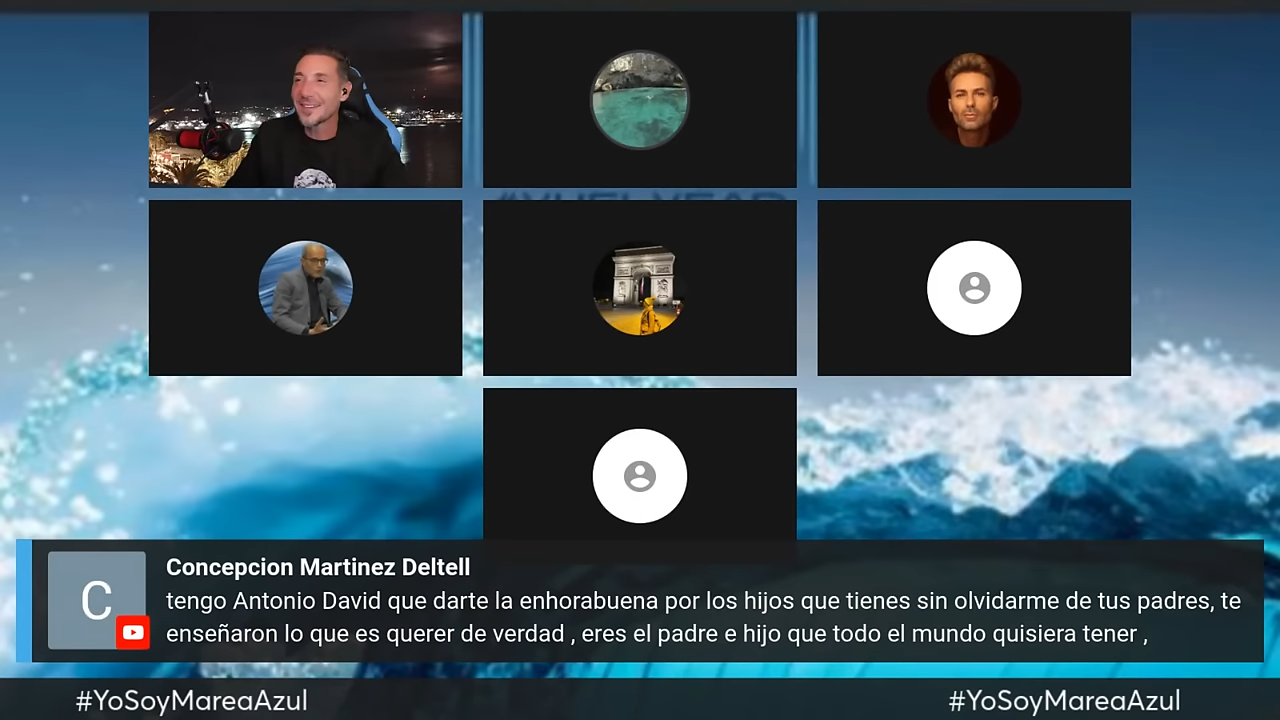 C
Concepcion Martinez Deltell
tengo Antonio David que darte la enhorabuena por los hijos que tienes sin olvidarme de tus padres, te
enseñaron lo que es querer de verdad , eres el padre e hijo que todo el mundo quisiera tener ,
#YoSoyMareaAzul
#YoSoyMareaAzul